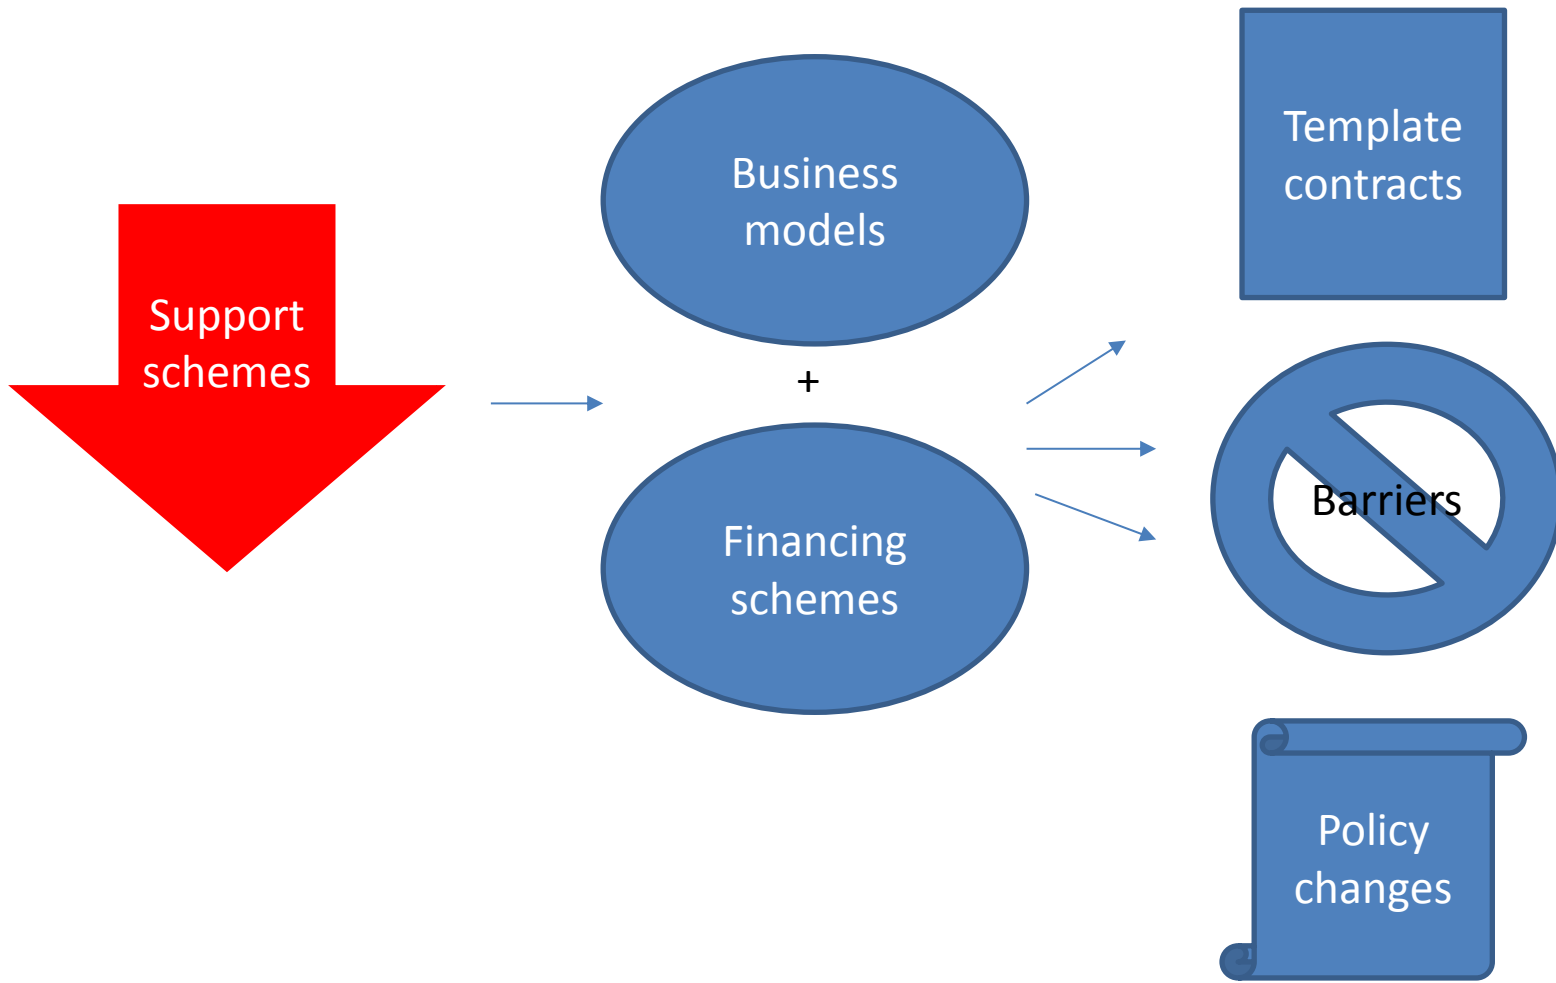 Support
schemes
Business
models
+
Financing
schemes
Template
contracts
Barriers
Policy
changes